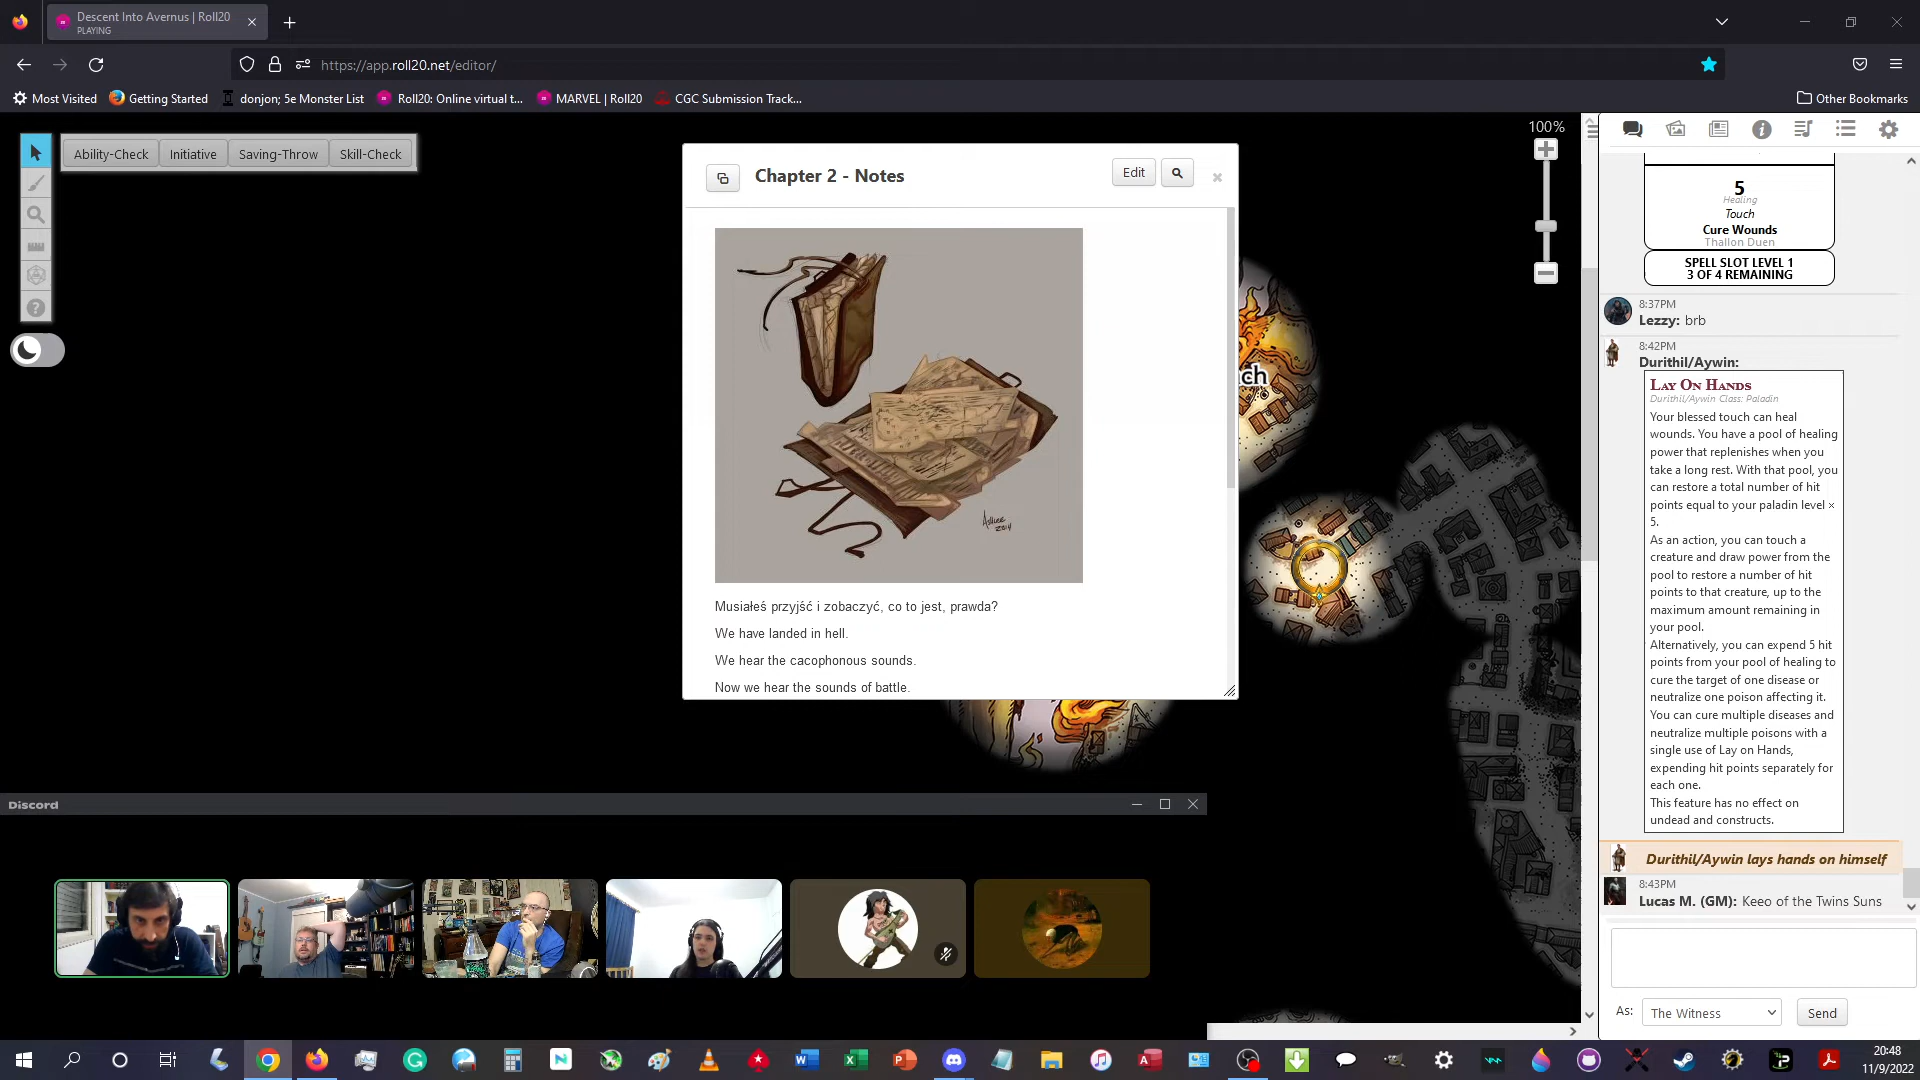 Descent Into Avernus | Roll20
PLAYING
https://app.roll20.net/editor/
Most Visited
Getting Started
donjon; 5e Monster List
Roll20: Online virtual t...
MARVEL | Roll20
CGC Submission Track...
Other Bookmarks
Ability-Check
Initiative
Saving-Throw
Skill-Check
100%
Chapter 2 - Notes
Edit
Musiałeś przyjść i zobaczyć, co to jest, prawda?
We have landed in hell.
We hear the cacophonous sounds.
Now we hear the sounds of battle.
ch
Discord
5
Healing
Touch
Cure Wounds
Thallon Duen
SPELL SLOT LEVEL 1
3 OF 4 REMAINING
8:37PM
Lezzy: brb
8:42PM
Durithil/Aywin:
Lay On Hands
Durithil/Aywin Class: Paladin
Your blessed touch can heal
wounds. You have a pool of healing
power that replenishes when you
take a long rest. With that pool, you
can restore a total number of hit
points equal to your paladin level ×
5.
As an action, you can touch a
creature and draw power from the
pool to restore a number of hit
points to that creature, up to the
maximum amount remaining in
your pool.
Alternatively, you can expend 5 hit
points from your pool of healing to
cure the target of one disease or
neutralize one poison affecting it.
You can cure multiple diseases and
neutralize multiple poisons with a
single use of Lay on Hands,
expending hit points separately for
each one.
This feature has no effect on
undead and constructs.
Durithil/Aywin lays hands on himself
8:43PM
Lucas M. (GM): Keeo of the Twins Suns
As:
The Witness
Send
20:48
11/9/2022